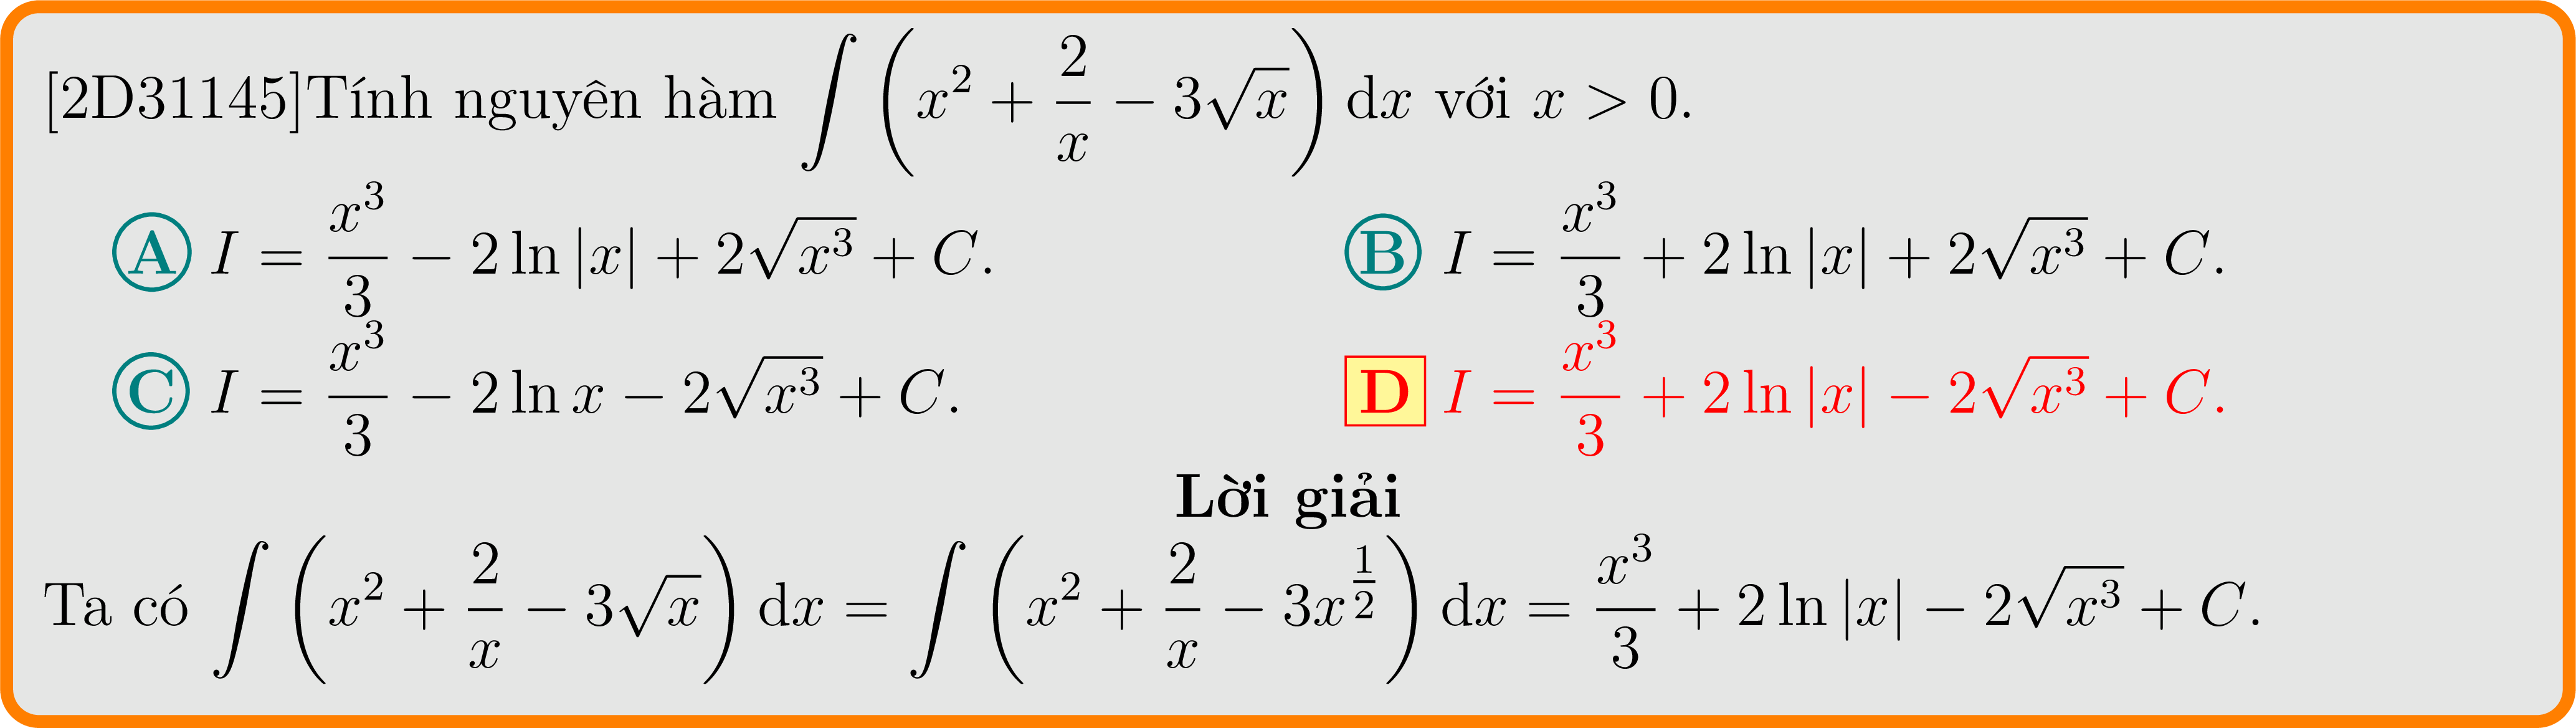 [2D31145]Tính nguyên hàm $\int \left(x^2 + \frac{2}{x} - 3\sqrt{x}\right) \mathrm{d}x$ với $x > 0$.
Ⓐ $I = \frac{x^3}{3} - 2\ln|x| + 2\sqrt{x^3} + C$. Ⓑ $I = \frac{x^3}{3} + 2\ln|x| + 2\sqrt{x^3} + C$.
Ⓒ $I = \frac{x^3}{3} - 2\ln x - 2\sqrt{x^3} + C$. D $I = \frac{x^3}{3} + 2\ln|x| - 2\sqrt{x^3} + C$.
Lời giải
Ta có $\int \left(x^2 + \frac{2}{x} - 3\sqrt{x}\right) \mathrm{d}x = \int \left(x^2 + \frac{2}{x} - 3x^{\frac{1}{2}}\right) \mathrm{d}x = \frac{x^3}{3} + 2\ln|x| - 2\sqrt{x^3} + C$.